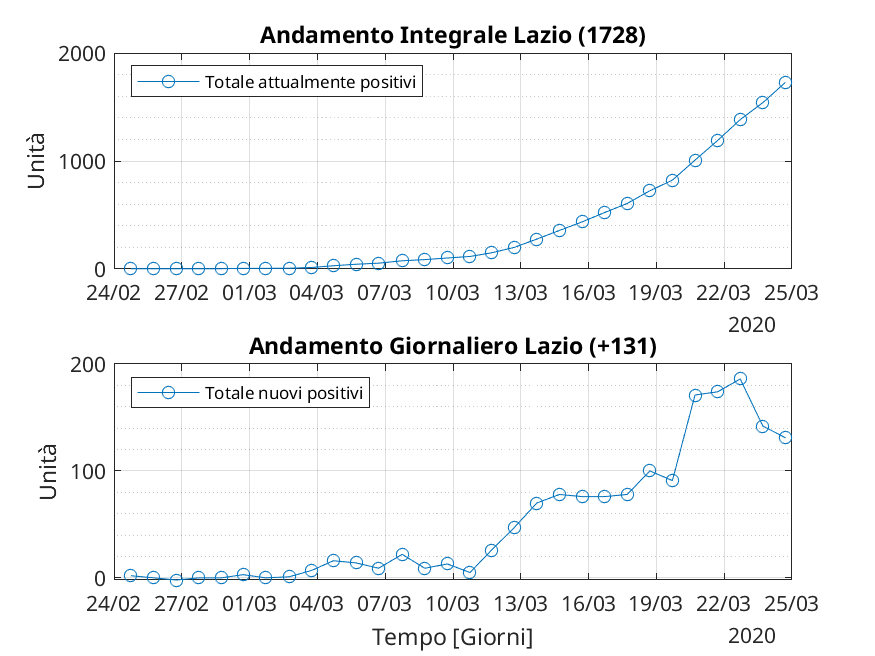 Andamento Integrale Lazio (1728)
2000
Totale attualmente positivi
1000
Unità
0
24/02 27/02 01/03 04/03 07/03 10/03 13/03 16/03 19/03 22/03 25/03
2020
Andamento Giornaliero Lazio (+131)
200
Totale nuovi positivi
100
Unità
0
24/02 27/02 01/03 04/03 07/03 10/03 13/03 16/03 19/03 22/03 25/03
Tempo [Giorni]
2020